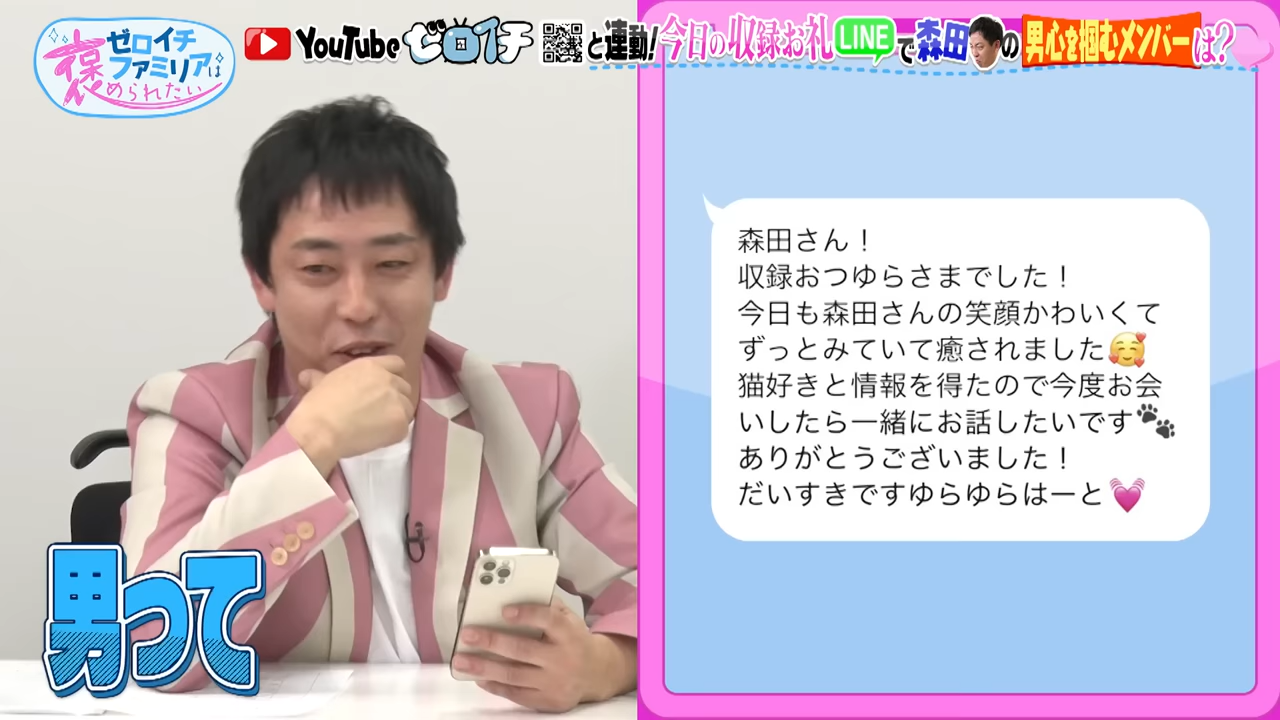 ゼロイチ
ファミリアは
褒められたい
YouTube ゼロイチ と連動!今日の収録お礼LINEで森田の男心を掴むメンバーは?
森田さん！
収録おつゆらさまでした！
今日も森田さんの笑顔かわいくて
ずっとみていて癒されました🥰
猫好きと情報を得たので今度お会
いしたら一緒にお話したいです🐾
ありがとうございました！
だいすきですゆらゆらはーと💓
男って